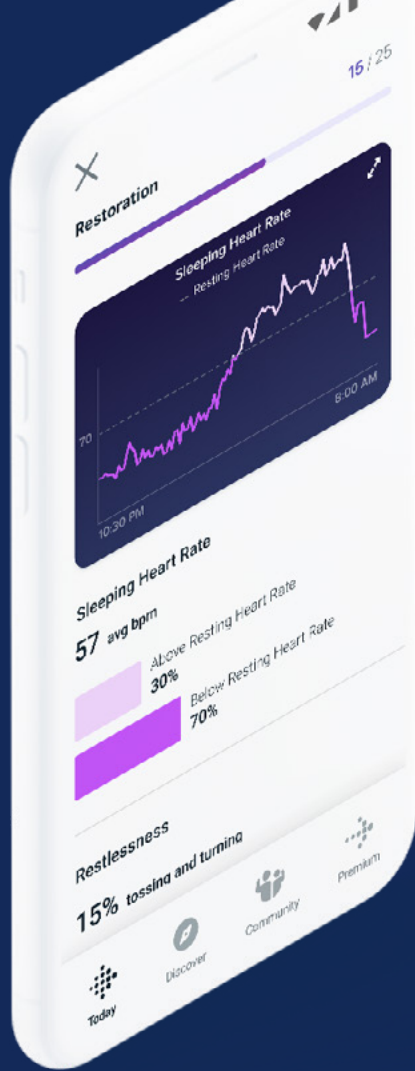 15 / 25
Restoration
Sleeping Heart Rate
Resting Heart Rate
70
10:30 PM
8:00 AM
Sleeping Heart Rate
57 avg bpm
Above Resting Heart Rate
30%
Below Resting Heart Rate
70%
Restlessness
15% tossing and turning
Today
Discover
Community
Premium